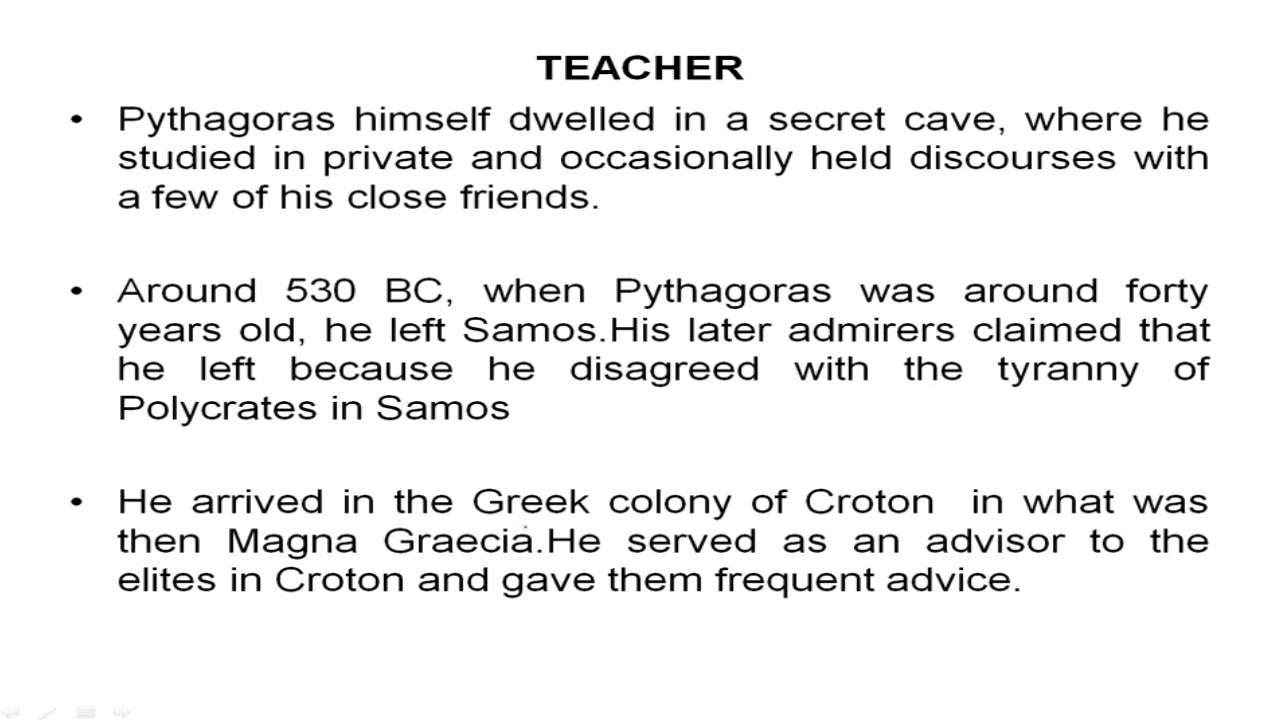 TEACHER
• Pythagoras himself dwelled in a secret cave, where he
studied in private and occasionally held discourses with
a few of his close friends.
• Around 530 BC, when Pythagoras was around forty
years old, he left Samos.His later admirers claimed that
he left because he disagreed with the tyranny of
Polycrates in Samos
• He arrived in the Greek colony of Croton in what was
then Magna Graecia.He served as an advisor to the
elites in Croton and gave them frequent advice.